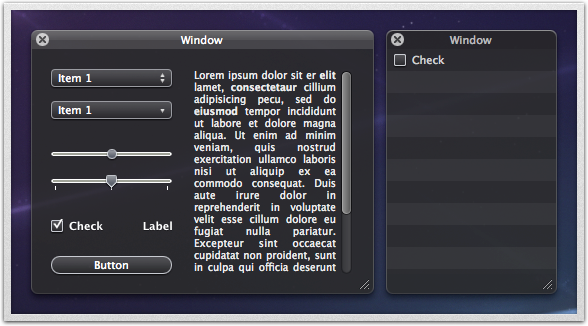 Window
Item 1
Item 1
Check
Label
Button
Lorem ipsum dolor sit er elit
lamet, consectetaur cillium
adipisicing pecu, sed do
eiusmod tempor incididunt
ut labore et dolore magna
aliqua. Ut enim ad minim
veniam, quis nostrud
exercitation ullamco laboris
nisi ut aliquip ex ea
commodo consequat. Duis
aute irure dolor in
reprehenderit in voluptate
velit esse cillum dolore eu
fugiat nulla pariatur.
Excepteur sint occaecat
cupidatat non proident, sunt
in culpa qui officia deserunt
Window
Check